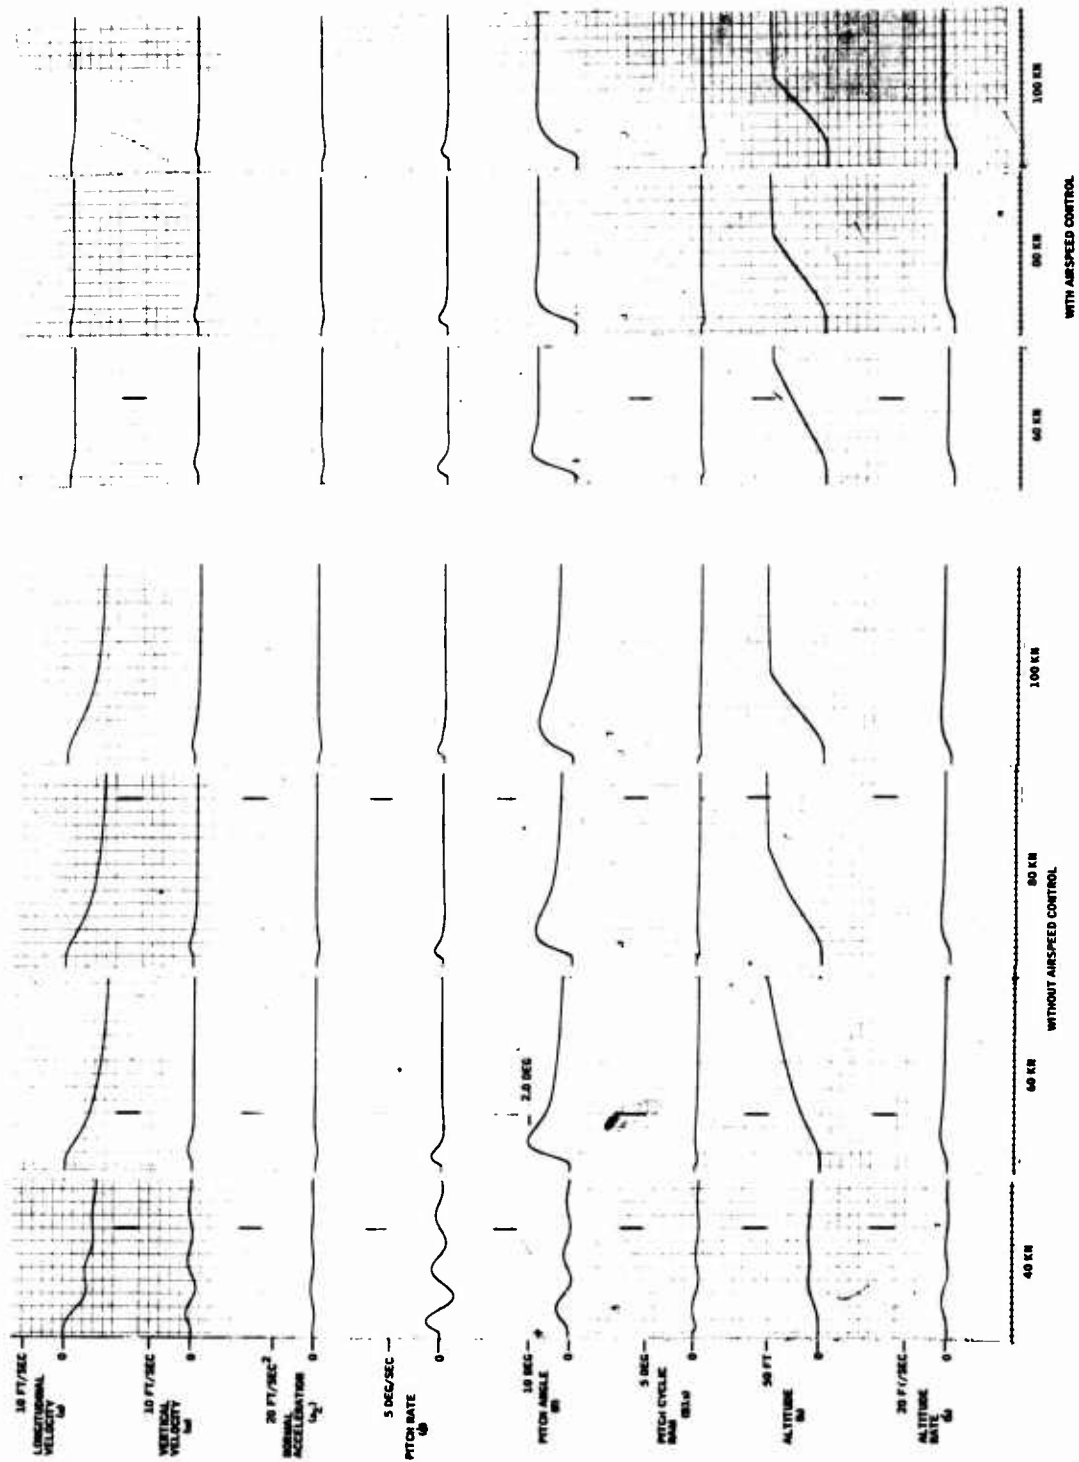 10 FT/SEC
LONGITUDINAL
VELOCITY
(u)
0
10 FT/SEC
VERTICAL
VELOCITY
(w)
0
20 FT/SEC²
NORMAL
ACCELERATION
0
5 DEG/SEC
PITCH RATE
0
10 DEG
PITCH ANGLE
0
2.0 DEG
5 DEG
PITCH CYCLIC
0
50 FT
ALTITUDE
0
ALTITUDE
RATE
0
40 KN
60 KN
80 KN
100 KN
WITHOUT AIRSPEED CONTROL
60 KN
80 KN
100 KN
WITH AIRSPEED CONTROL